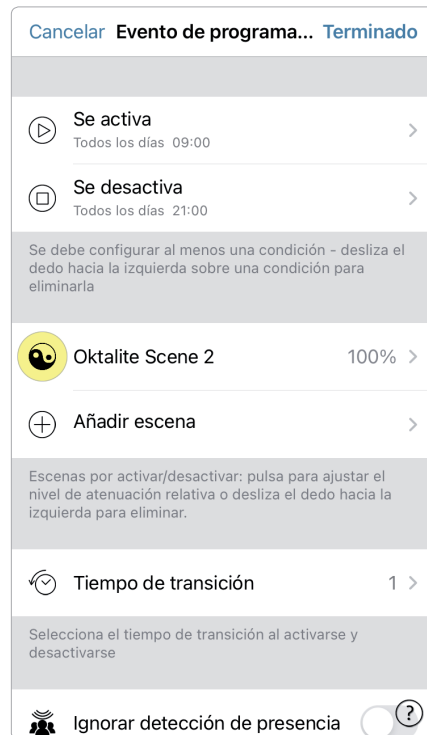 Cancelar Evento de programa... Terminado
Se activa
Todos los días 09:00
Se desactiva
Todos los días 21:00
Se debe configurar al menos una condición - desliza el
dedo hacia la izquierda sobre una condición para
eliminarla
Oktalite Scene 2 100%
Añadir escena
Escenas por activar/desactivar: pulsa para ajustar el
nivel de atenuación relativa o desliza el dedo hacia la
izquierda para eliminar.
Tiempo de transición 1
Selecciona el tiempo de transición al activarse y
desactivarse
Ignorar detección de presencia ?